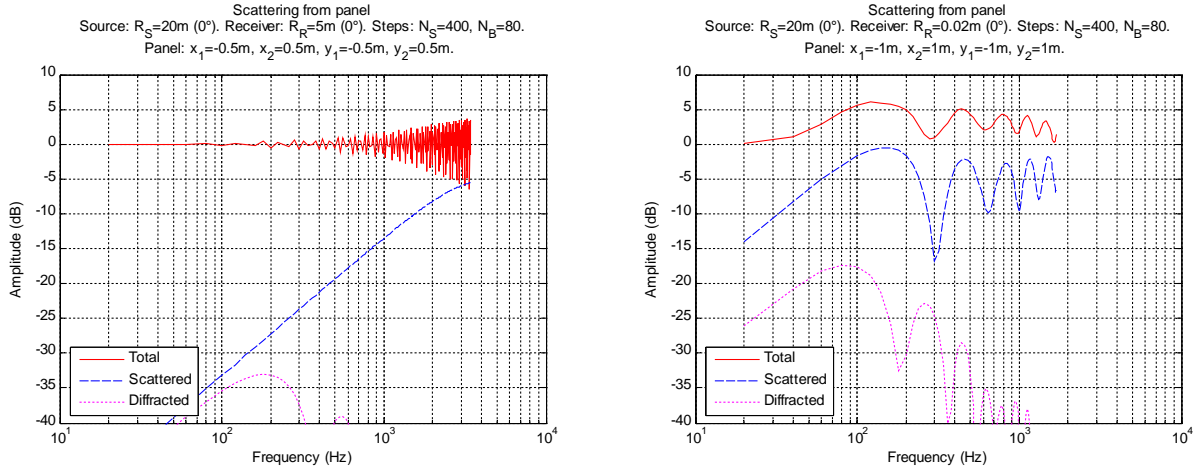 Scattering from panel
Source: R_S=20m (0°). Receiver: R_R=5m (0°). Steps: N_S=400, N_B=80.
Panel: x_1=-0.5m, x_2=0.5m, y_1=-0.5m, y_2=0.5m.
10
5
0
-5
-10
-15
-20
-25
-30
-35
-40
Amplitude (dB)
Total
Scattered
Diffracted
10^1
10^2
10^3
10^4
Frequency (Hz)
Scattering from panel
Source: R_S=20m (0°). Receiver: R_R=0.02m (0°). Steps: N_S=400, N_B=80.
Panel: x_1=-1m, x_2=1m, y_1=-1m, y_2=1m.
10
5
0
-5
-10
-15
-20
-25
-30
-35
-40
Amplitude (dB)
Total
Scattered
Diffracted
10^1
10^2
10^3
10^4
Frequency (Hz)